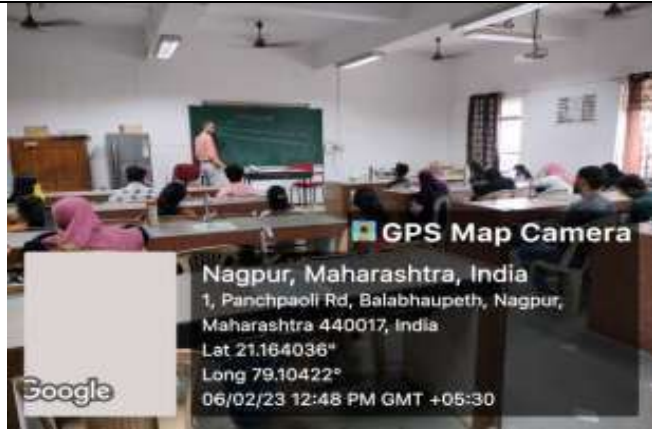 GPS Map Camera
Nagpur, Maharashtra, India
1, Panchpaoli Rd, Balabhaupeth, Nagpur,
Maharashtra 440017, India
Lat 21.164036°
Long 79.10422°
06/02/23 12:48 PM GMT +05:30
Google